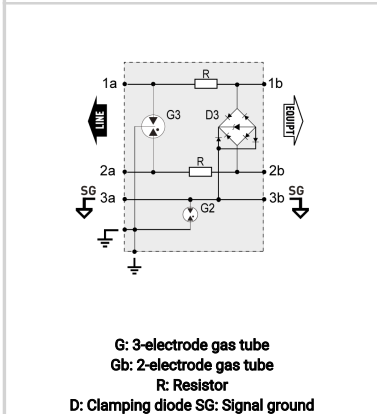 R
1a
1b
G3
D3
LINE
EQUIPT
R
2a
2b
SG
3a
3b
SG
G2
G: 3-electrode gas tube
Gb: 2-electrode gas tube
R: Resistor
D: Clamping diode SG: Signal ground